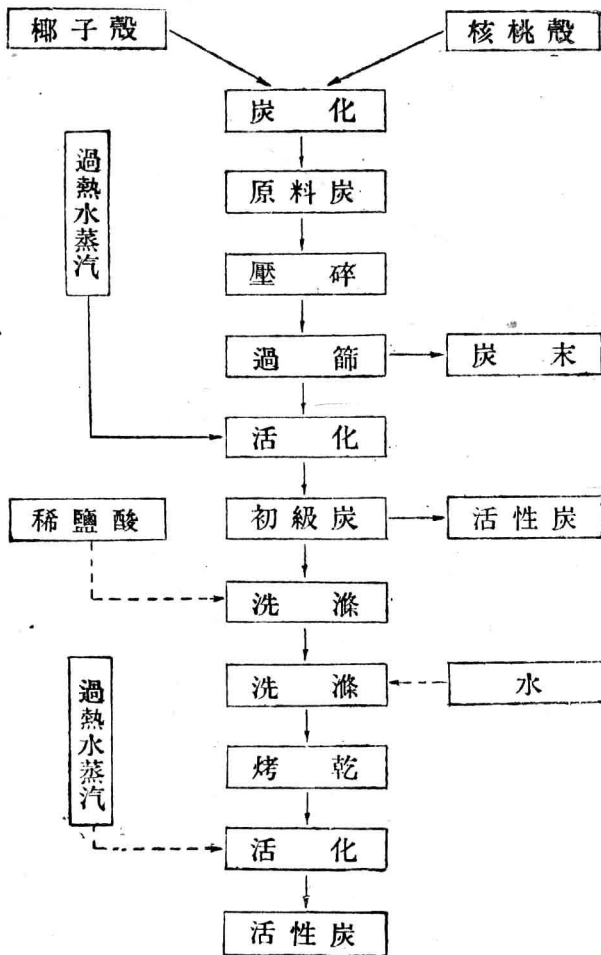 椰子殼
核桃殼
炭化
過熱水蒸汽
原料炭
壓碎
過篩
炭末
活化
稀鹽酸
初級炭
活性炭
洗滌
洗滌
水
過熱水蒸汽
烤乾
活化
活性炭